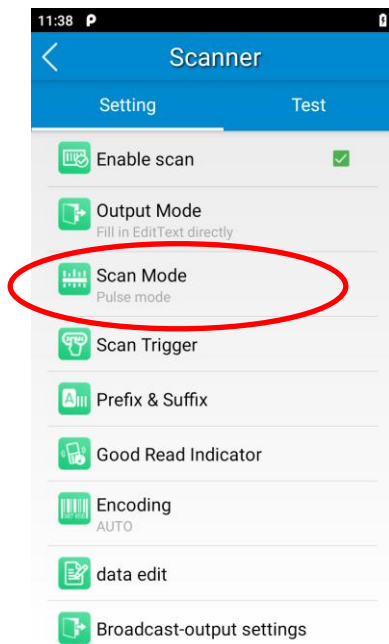 11:38 P
Scanner
Setting Test
Enable scan
Output Mode
Fill in EditText directly
Scan Mode
Pulse mode
Scan Trigger
Prefix & Suffix
Good Read Indicator
Encoding
AUTO
data edit
Broadcast-output settings